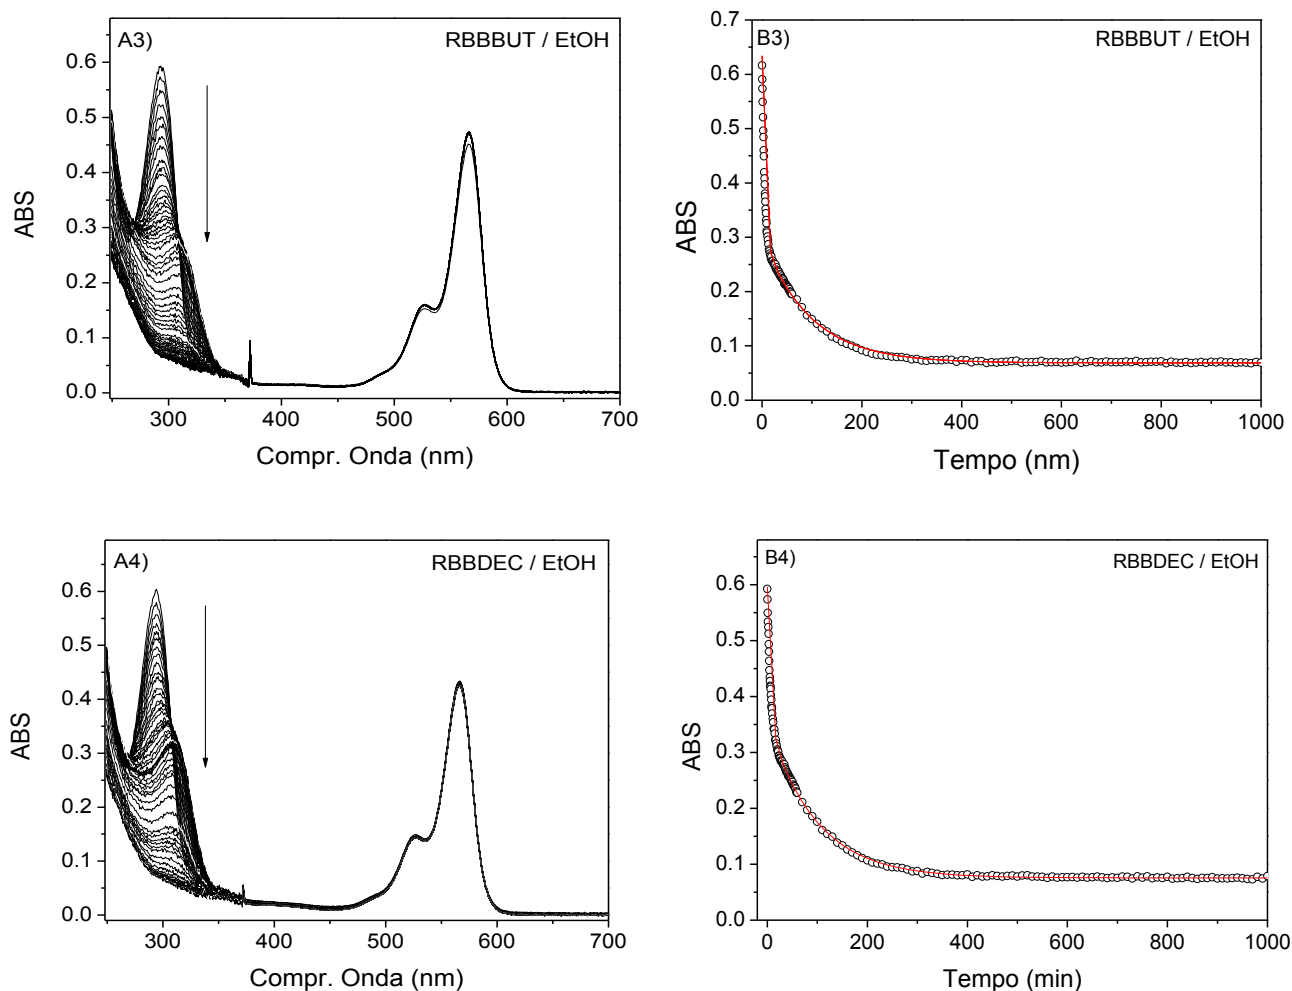 A3)
RBBBUT / EtOH
0.6
0.5
0.4
0.3
0.2
0.1
0.0
ABS
300 400 500 600 700
Compr. Onda (nm)
B3)
RBBBUT / EtOH
0.7
0.6
0.5
0.4
0.3
0.2
0.1
0.0
ABS
0 200 400 600 800 1000
Tempo (nm)
A4)
RBBDEC / EtOH
0.6
0.5
0.4
0.3
0.2
0.1
0.0
ABS
300 400 500 600 700
Compr. Onda (nm)
B4)
RBBDEC / EtOH
0.6
0.5
0.4
0.3
0.2
0.1
0.0
ABS
0 200 400 600 800 1000
Tempo (min)